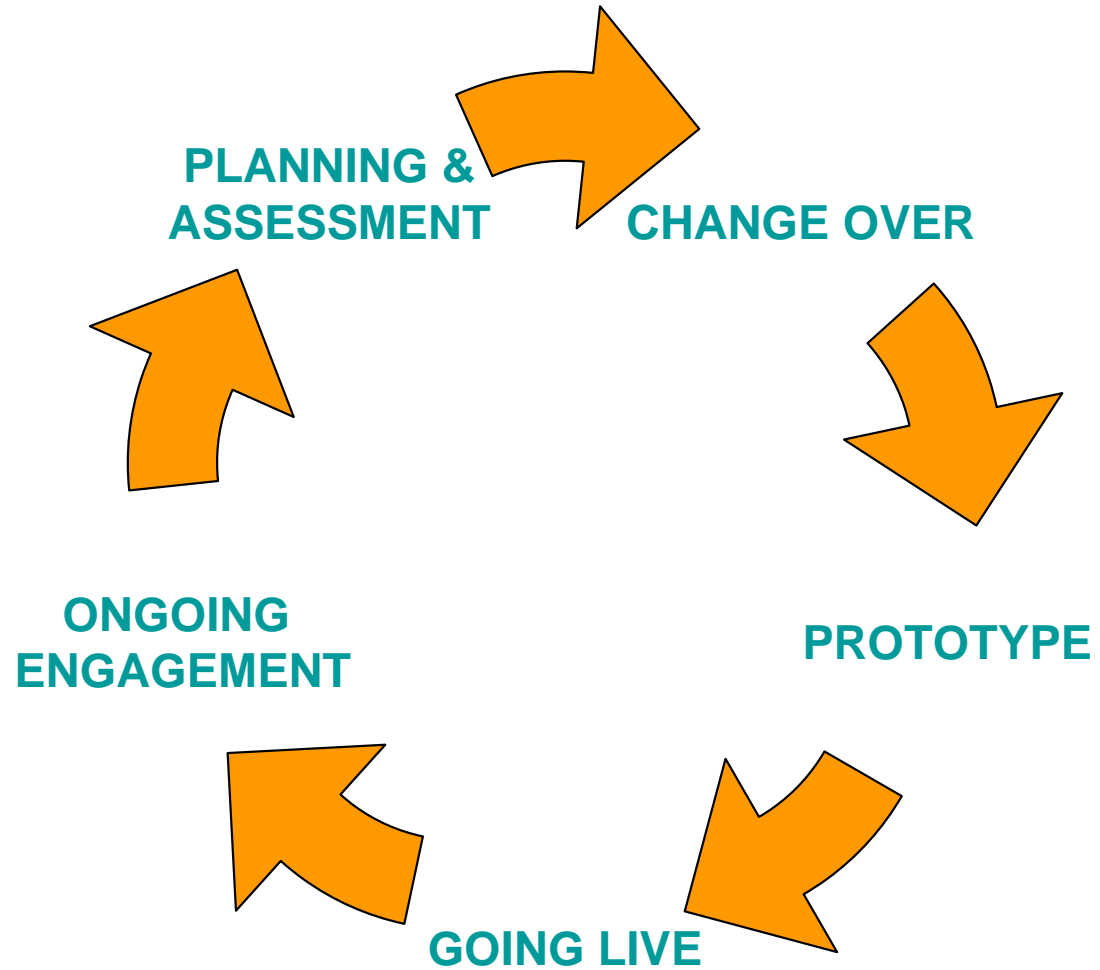 PLANNING &
ASSESSMENT
CHANGE OVER
PROTOTYPE
GOING LIVE
ONGOING
ENGAGEMENT